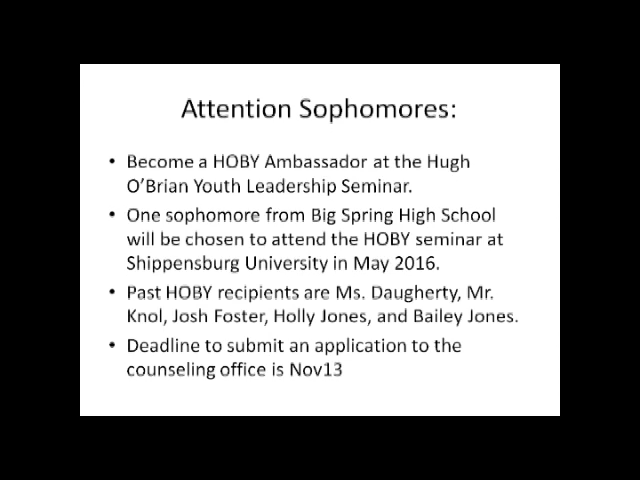 Attention Sophomores:
• Become a HOBY Ambassador at the Hugh
O'Brian Youth Leadership Seminar.
• One sophomore from Big Spring High School
will be chosen to attend the HOBY seminar at
Shippensburg University in May 2016.
• Past HOBY recipients are Ms. Daugherty, Mr.
Knol, Josh Foster, Holly Jones, and Bailey Jones.
• Deadline to submit an application to the
counseling office is Nov13